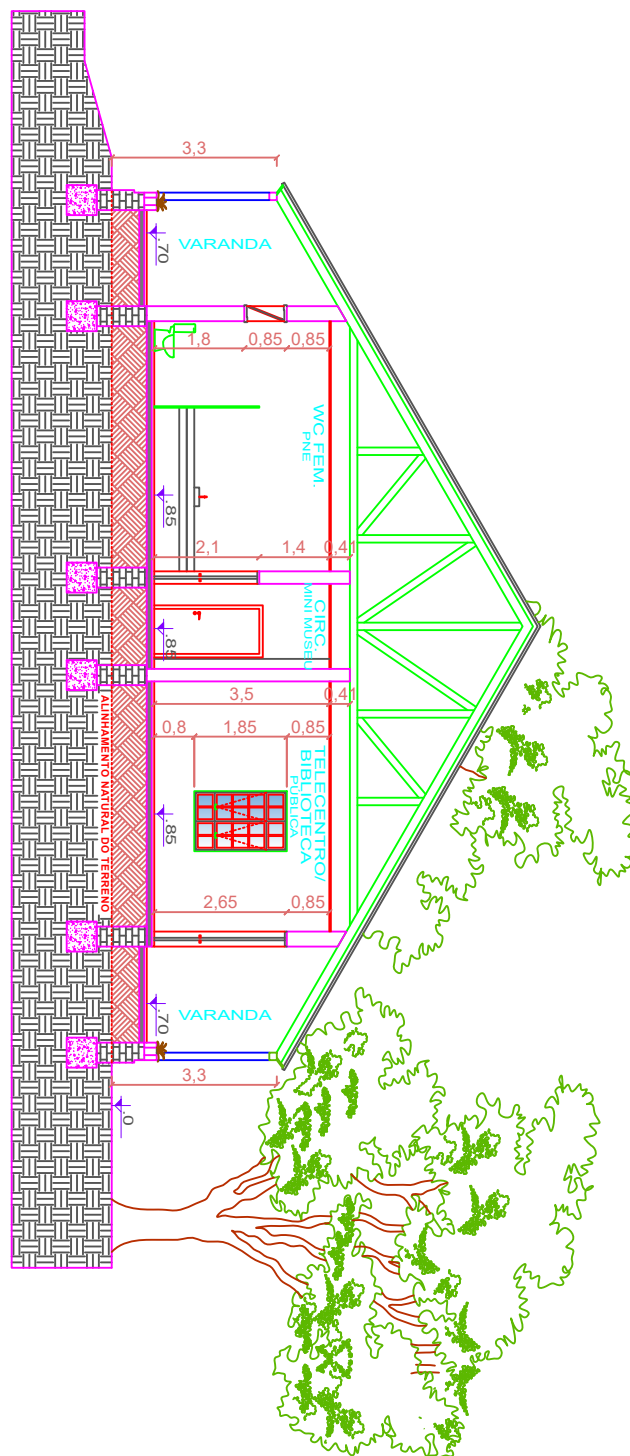 3,3
VARANDA
.70
1,8
0,85
0,85
WC FEM.
PNE
.85
2,1
1,4
0,41
CIRC.
MINI MUSEU
.85
3,5
0,41
0,8
1,85
0,85
TELECENTRO/
BIBLIOTECA
PÚBLICA
.85
ALINHAMENTO NATURAL DO TERRENO
2,65
0,85
VARANDA
.70
3,3
.0